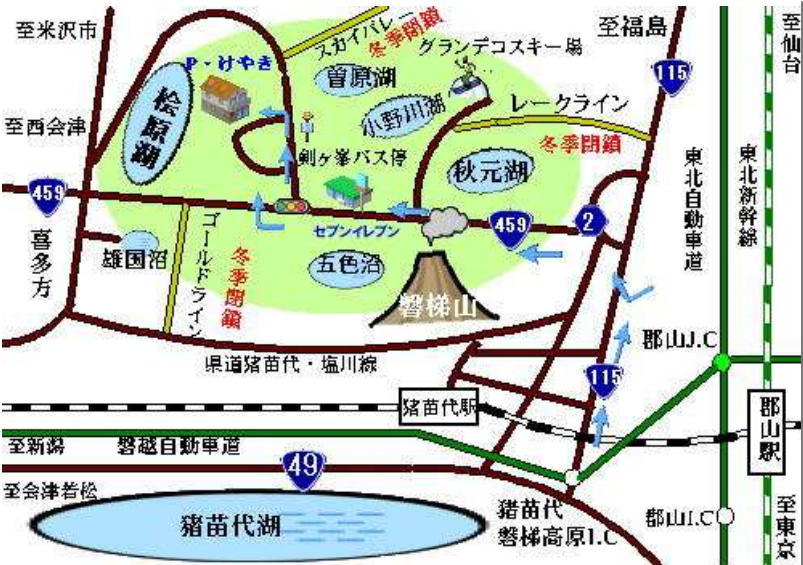 至米沢市
スカイバレー
冬季閉鎖
グランデコスキー場
至福島
至仙台
P・けやき
曽原湖
115
桧原湖
小野川湖
レークライン
至西会津
冬季閉鎖
剣ヶ峯バス停
秋元湖
東北自動車道
東北新幹線
459
セブンイレブン
459
2
喜多方
雄国沼
ゴールドライン
冬季閉鎖
五色沼
磐梯山
郡山J.C
県道猪苗代・塩川線
115
猪苗代駅
郡山駅
至新潟
磐越自動車道
49
至会津若松
猪苗代湖
猪苗代
磐梯高原I.C
郡山I.C
至東京